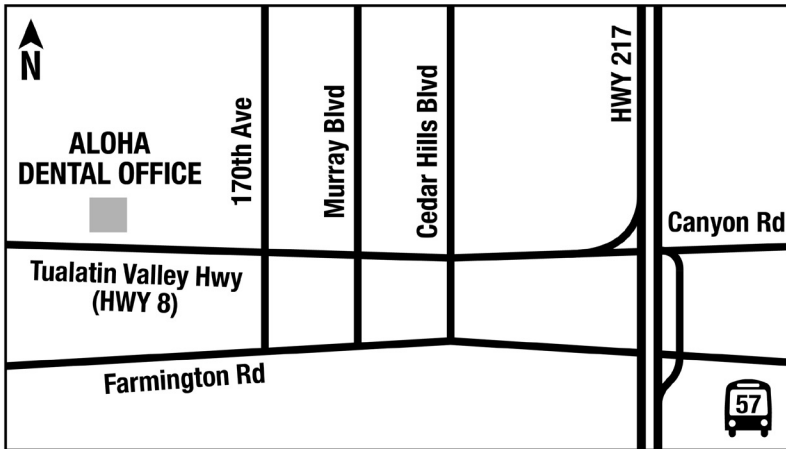 N
ALOHA
DENTAL OFFICE
170th Ave
Murray Blvd
Cedar Hills Blvd
HWY 217
Canyon Rd
Tualatin Valley Hwy
(HWY 8)
Farmington Rd
57